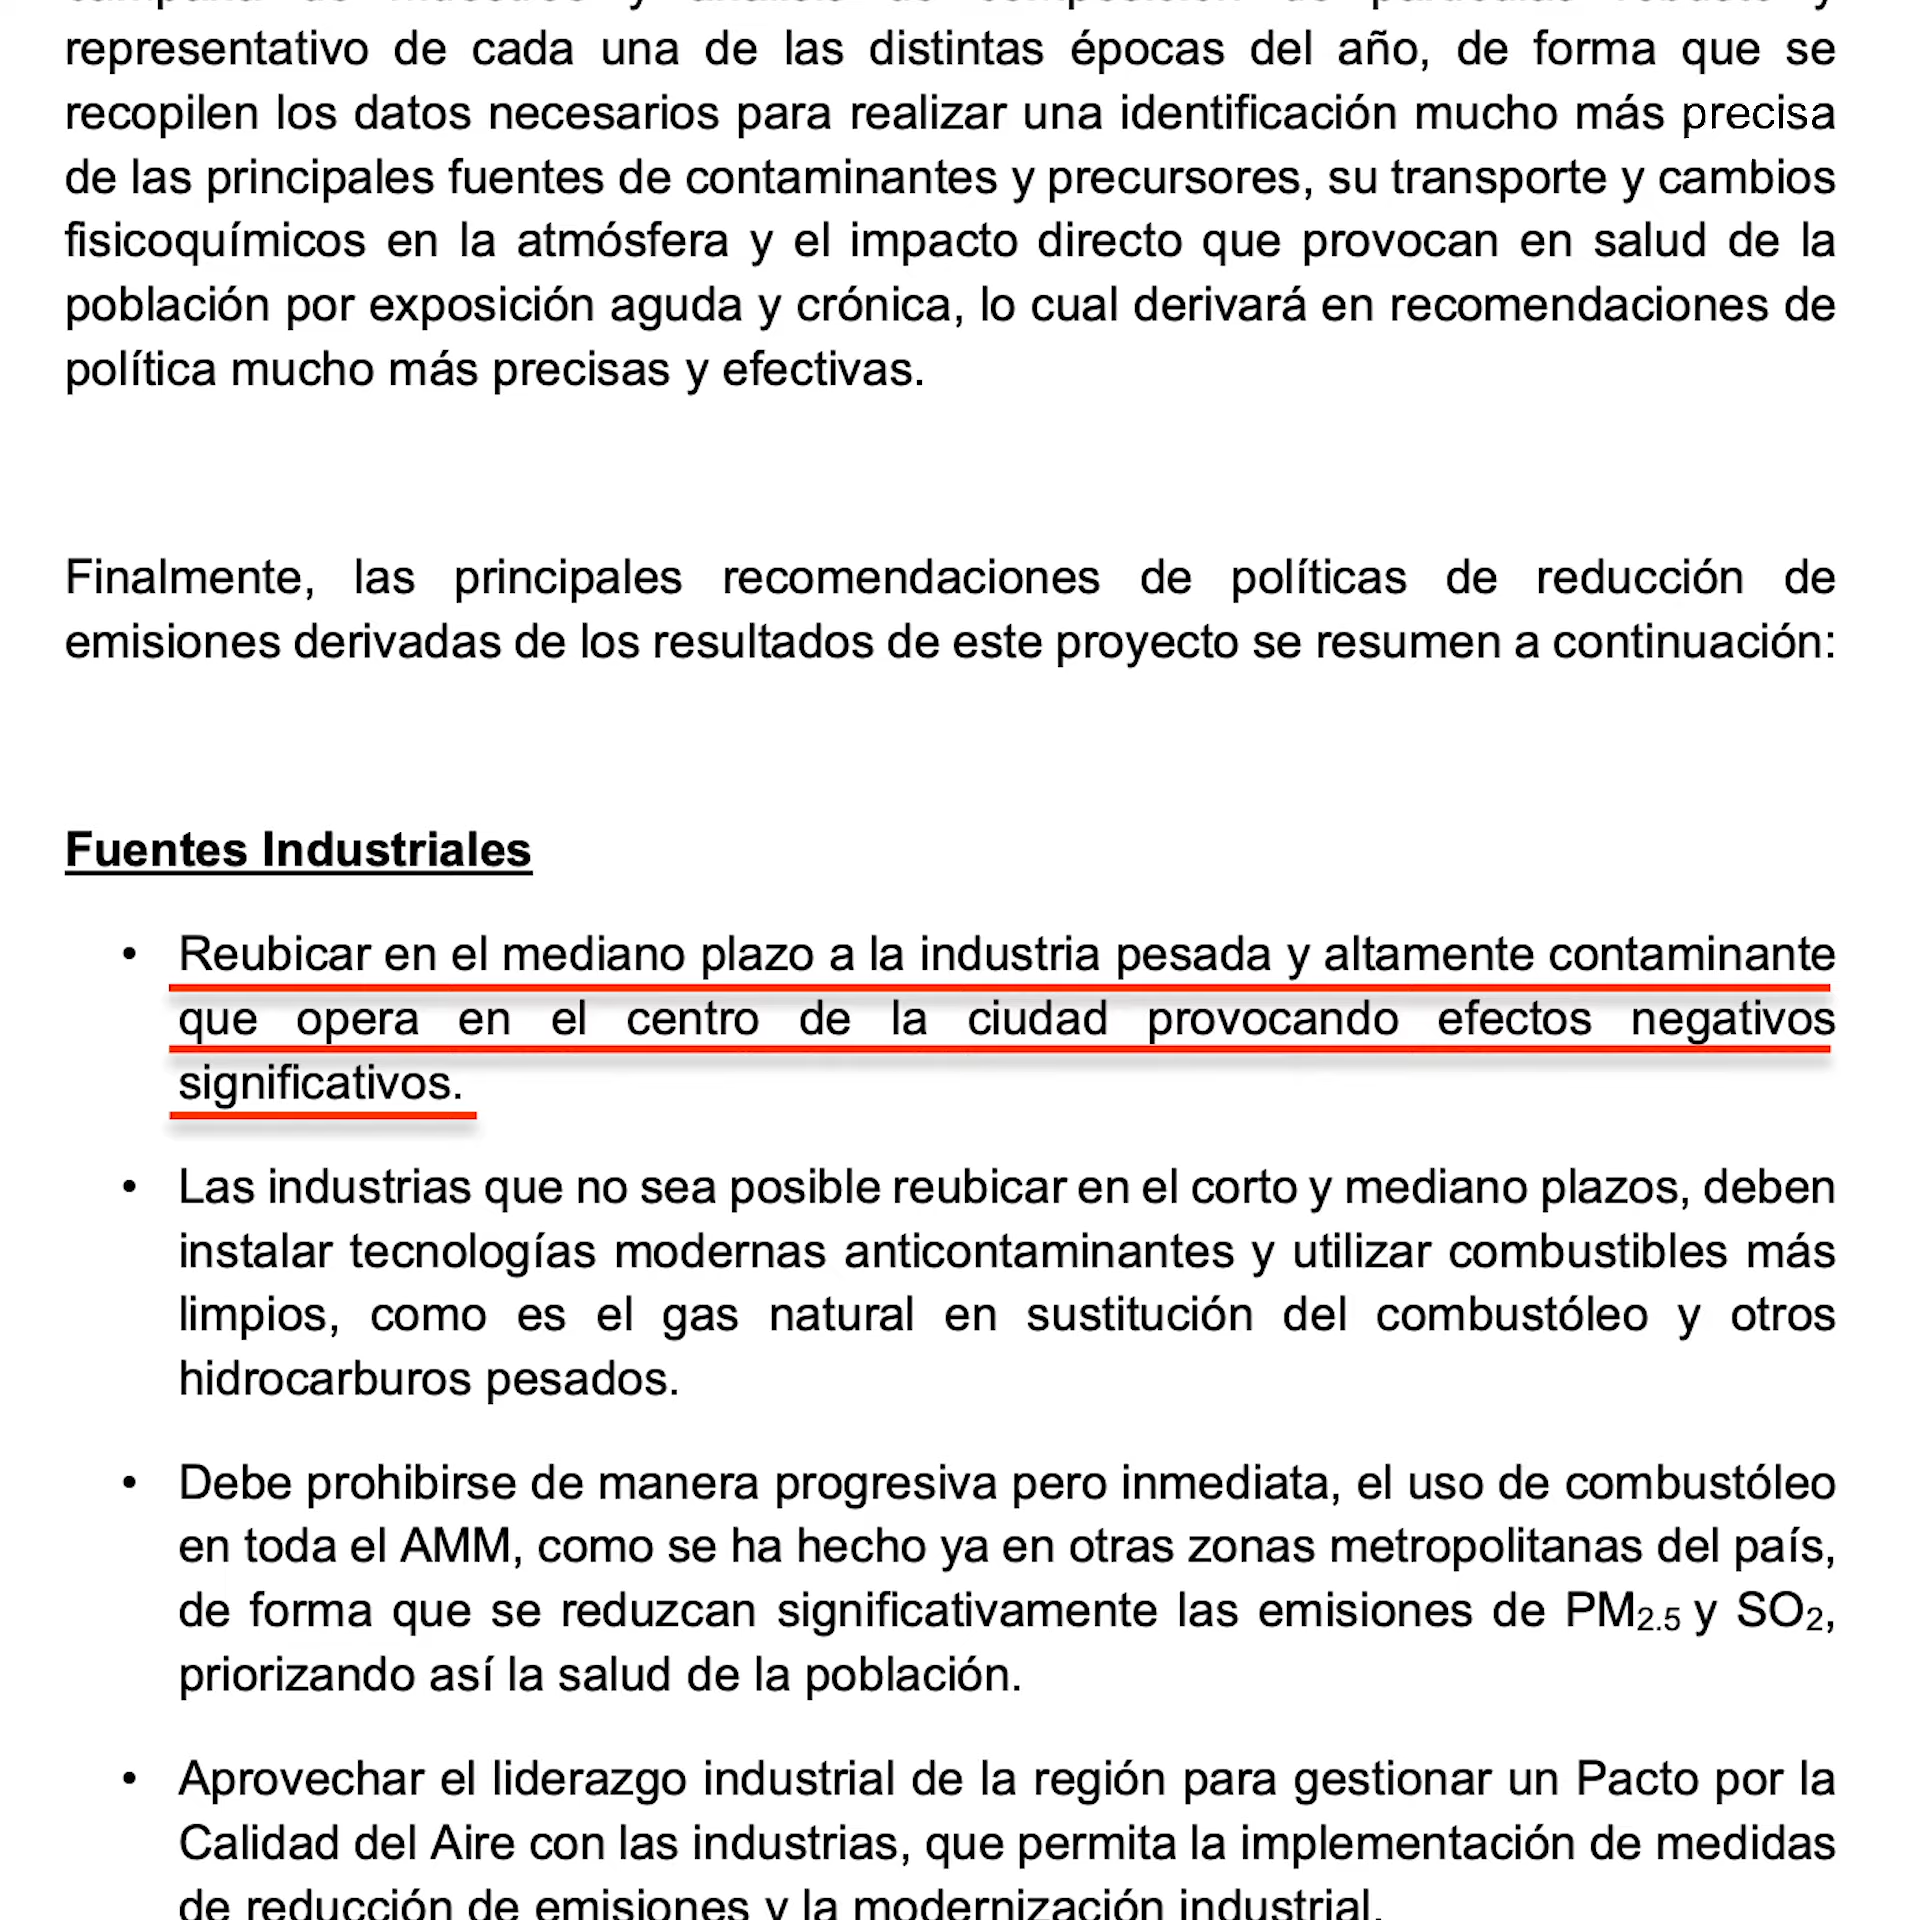 representativo de cada una de las distintas épocas del año, de forma que se
recopilen los datos necesarios para realizar una identificación mucho más precisa
de las principales fuentes de contaminantes y precursores, su transporte y cambios
fisicoquímicos en la atmósfera y el impacto directo que provocan en salud de la
población por exposición aguda y crónica, lo cual derivará en recomendaciones de
política mucho más precisas y efectivas.
Finalmente, las principales recomendaciones de políticas de reducción de
emisiones derivadas de los resultados de este proyecto se resumen a continuación:
Fuentes Industriales
• Reubicar en el mediano plazo a la industria pesada y altamente contaminante
que opera en el centro de la ciudad provocando efectos negativos
significativos.
• Las industrias que no sea posible reubicar en el corto y mediano plazos, deben
instalar tecnologías modernas anticontaminantes y utilizar combustibles más
limpios, como es el gas natural en sustitución del combustóleo y otros
hidrocarburos pesados.
• Debe prohibirse de manera progresiva pero inmediata, el uso de combustóleo
en toda el AMM, como se ha hecho ya en otras zonas metropolitanas del país,
de forma que se reduzcan significativamente las emisiones de PM2.5 y SO2,
priorizando así la salud de la población.
• Aprovechar el liderazgo industrial de la región para gestionar un Pacto por la
Calidad del Aire con las industrias, que permita la implementación de medidas
de reducción de emisiones y la modernización industrial.